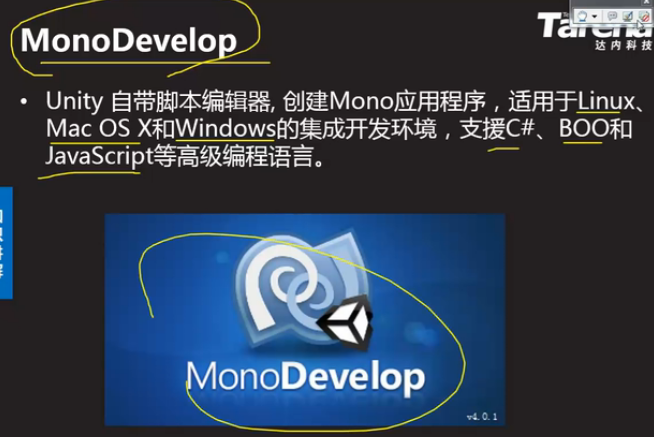 MonoDevelop
Tarena
达内科技
• Unity 自带脚本编辑器, 创建Mono应用程序，适用于Linux、
Mac OS X和Windows的集成开发环境，支援C#、BOO和
JavaScript等高级编程语言。
MonoDevelop
v4.0.1